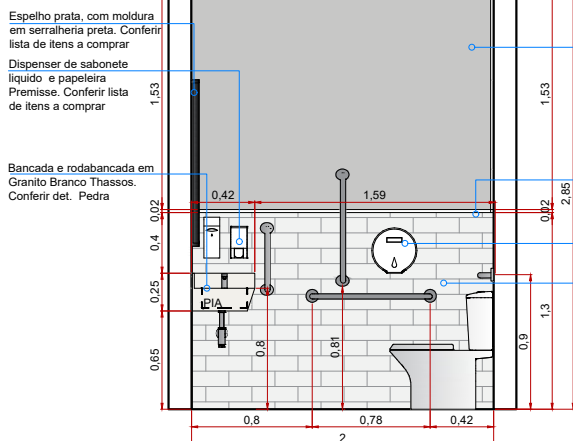 Espelho prata, com moldura
em serralheria preta. Conferir
lista de itens a comprar
Dispenser de sabonete
líquido e papeleira
Premisse. Conferir lista
de itens a comprar
Bancada e rodabancada em
Granito Branco Thassos.
Conferir det. Pedra
1,53
1,53
2,85
0,42
1,59
0,02
0,02
0,4
0,25
PIA
0,65
0,8
0,81
0,9
1,3
0,8
0,78
0,42
2